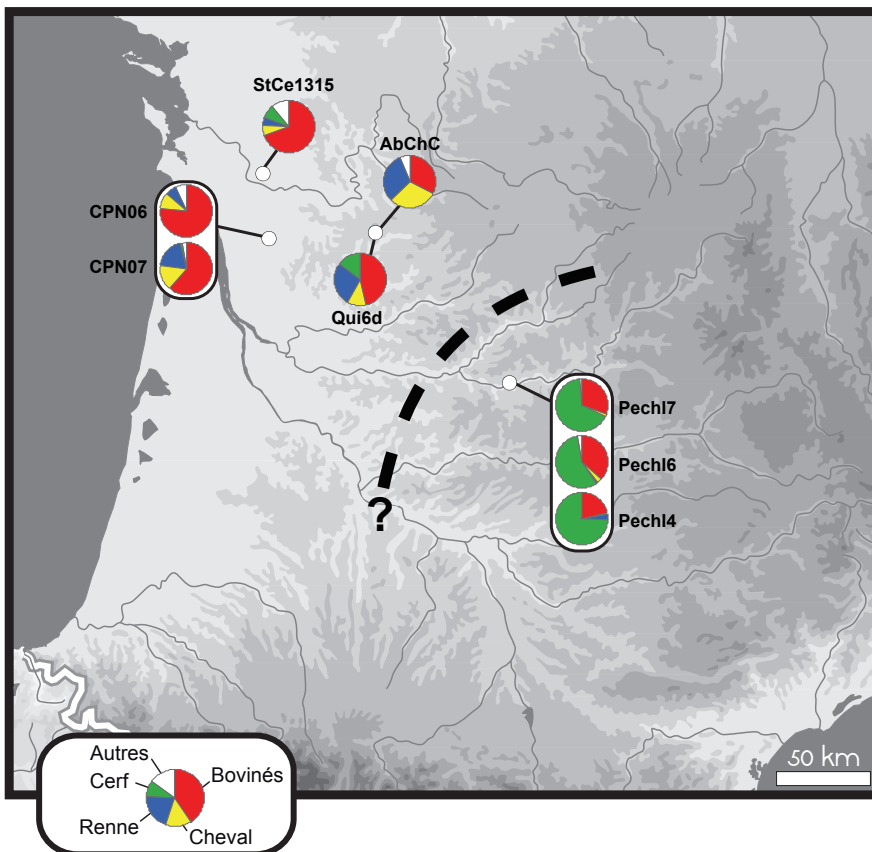 StCe1315
AbChC
CPN06
CPN07
Qui6d
Pechl7
Pechl6
Pechl4
?
50 km
Autres
Cerf
Bovinés
Renne
Cheval